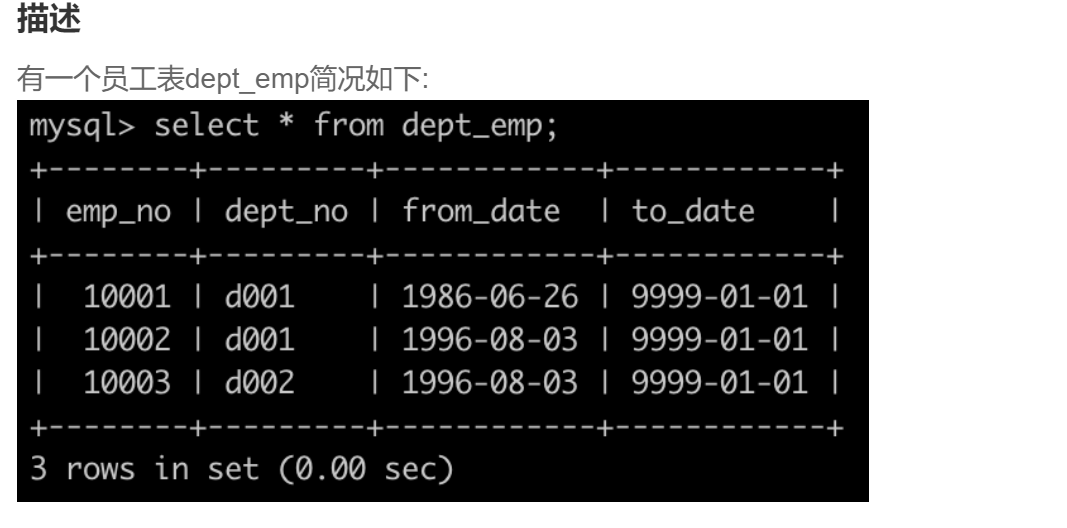 描述
有一个员工表dept_emp简况如下:
mysql> select * from dept_emp;
+--------+---------+------------+------------+
| emp_no | dept_no | from_date  | to_date    |
+--------+---------+------------+------------+
|  10001 | d001    | 1986-06-26 | 9999-01-01 |
|  10002 | d001    | 1996-08-03 | 9999-01-01 |
|  10003 | d002    | 1996-08-03 | 9999-01-01 |
+--------+---------+------------+------------+
3 rows in set (0.00 sec)